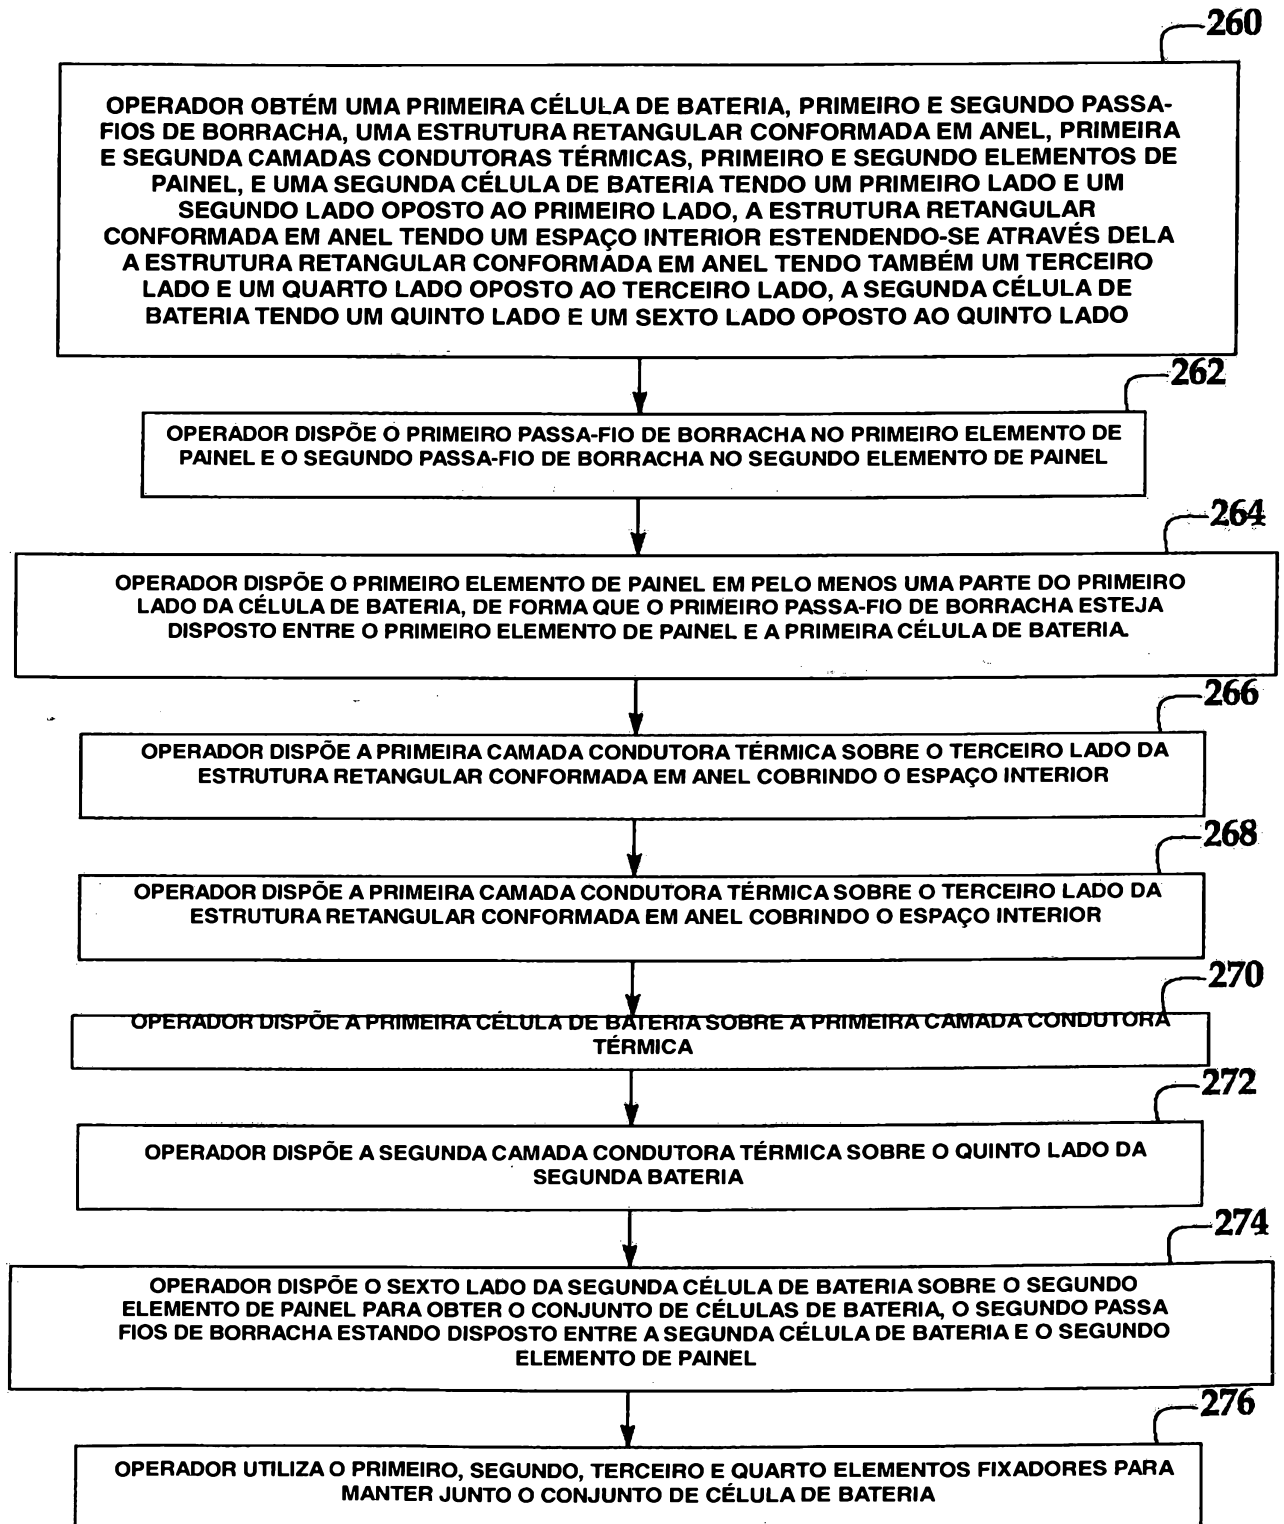 260
OPERADOR OBTÉM UMA PRIMEIRA CÉLULA DE BATERIA, PRIMEIRO E SEGUNDO PASSA-
FIOS DE BORRACHA, UMA ESTRUTURA RETANGULAR CONFORMADA EM ANEL, PRIMEIRA
E SEGUNDA CAMADAS CONDUTORAS TÉRMICAS, PRIMEIRO E SEGUNDO ELEMENTOS DE
PAINEL, E UMA SEGUNDA CÉLULA DE BATERIA TENDO UM PRIMEIRO LADO E UM
SEGUNDO LADO OPOSTO AO PRIMEIRO LADO, A ESTRUTURA RETANGULAR
CONFORMADA EM ANEL TENDO UM ESPAÇO INTERIOR ESTENDENDO-SE ATRAVÉS DELA
A ESTRUTURA RETANGULAR CONFORMADA EM ANEL TENDO TAMBÉM UM TERCEIRO
LADO E UM QUARTO LADO OPOSTO AO TERCEIRO LADO, A SEGUNDA CÉLULA DE
BATERIA TENDO UM QUINTO LADO E UM SEXTO LADO OPOSTO AO QUINTO LADO
262
OPERADOR DISPÕE O PRIMEIRO PASSA-FIO DE BORRACHA NO PRIMEIRO ELEMENTO DE
PAINEL E O SEGUNDO PASSA-FIO DE BORRACHA NO SEGUNDO ELEMENTO DE PAINEL
264
OPERADOR DISPÕE O PRIMEIRO ELEMENTO DE PAINEL EM PELO MENOS UMA PARTE DO PRIMEIRO
LADO DA CÉLULA DE BATERIA, DE FORMA QUE O PRIMEIRO PASSA-FIO DE BORRACHA ESTEJA
DISPOSTO ENTRE O PRIMEIRO ELEMENTO DE PAINEL E A PRIMEIRA CÉLULA DE BATERIA.
266
OPERADOR DISPÕE A PRIMEIRA CAMADA CONDUTORA TÉRMICA SOBRE O TERCEIRO LADO DA
ESTRUTURA RETANGULAR CONFORMADA EM ANEL COBRINDO O ESPAÇO INTERIOR
268
OPERADOR DISPÕE A PRIMEIRA CAMADA CONDUTORA TÉRMICA SOBRE O TERCEIRO LADO DA
ESTRUTURA RETANGULAR CONFORMADA EM ANEL COBRINDO O ESPAÇO INTERIOR
270
OPERADOR DISPÕE A PRIMEIRA CÉLULA DE BATERIA SOBRE A PRIMEIRA CAMADA CONDUTORA
TÉRMICA
272
OPERADOR DISPÕE A SEGUNDA CAMADA CONDUTORA TÉRMICA SOBRE O QUINTO LADO DA
SEGUNDA BATERIA
274
OPERADOR DISPÕE O SEXTO LADO DA SEGUNDA CÉLULA DE BATERIA SOBRE O SEGUNDO
ELEMENTO DE PAINEL PARA OBTER O CONJUNTO DE CÉLULAS DE BATERIA, O SEGUNDO PASSA
FIOS DE BORRACHA ESTANDO DISPOSTO ENTRE A SEGUNDA CÉLULA DE BATERIA E O SEGUNDO
ELEMENTO DE PAINEL
276
OPERADOR UTILIZA O PRIMEIRO, SEGUNDO, TERCEIRO E QUARTO ELEMENTOS FIXADORES PARA
MANTER JUNTO O CONJUNTO DE CÉLULA DE BATERIA